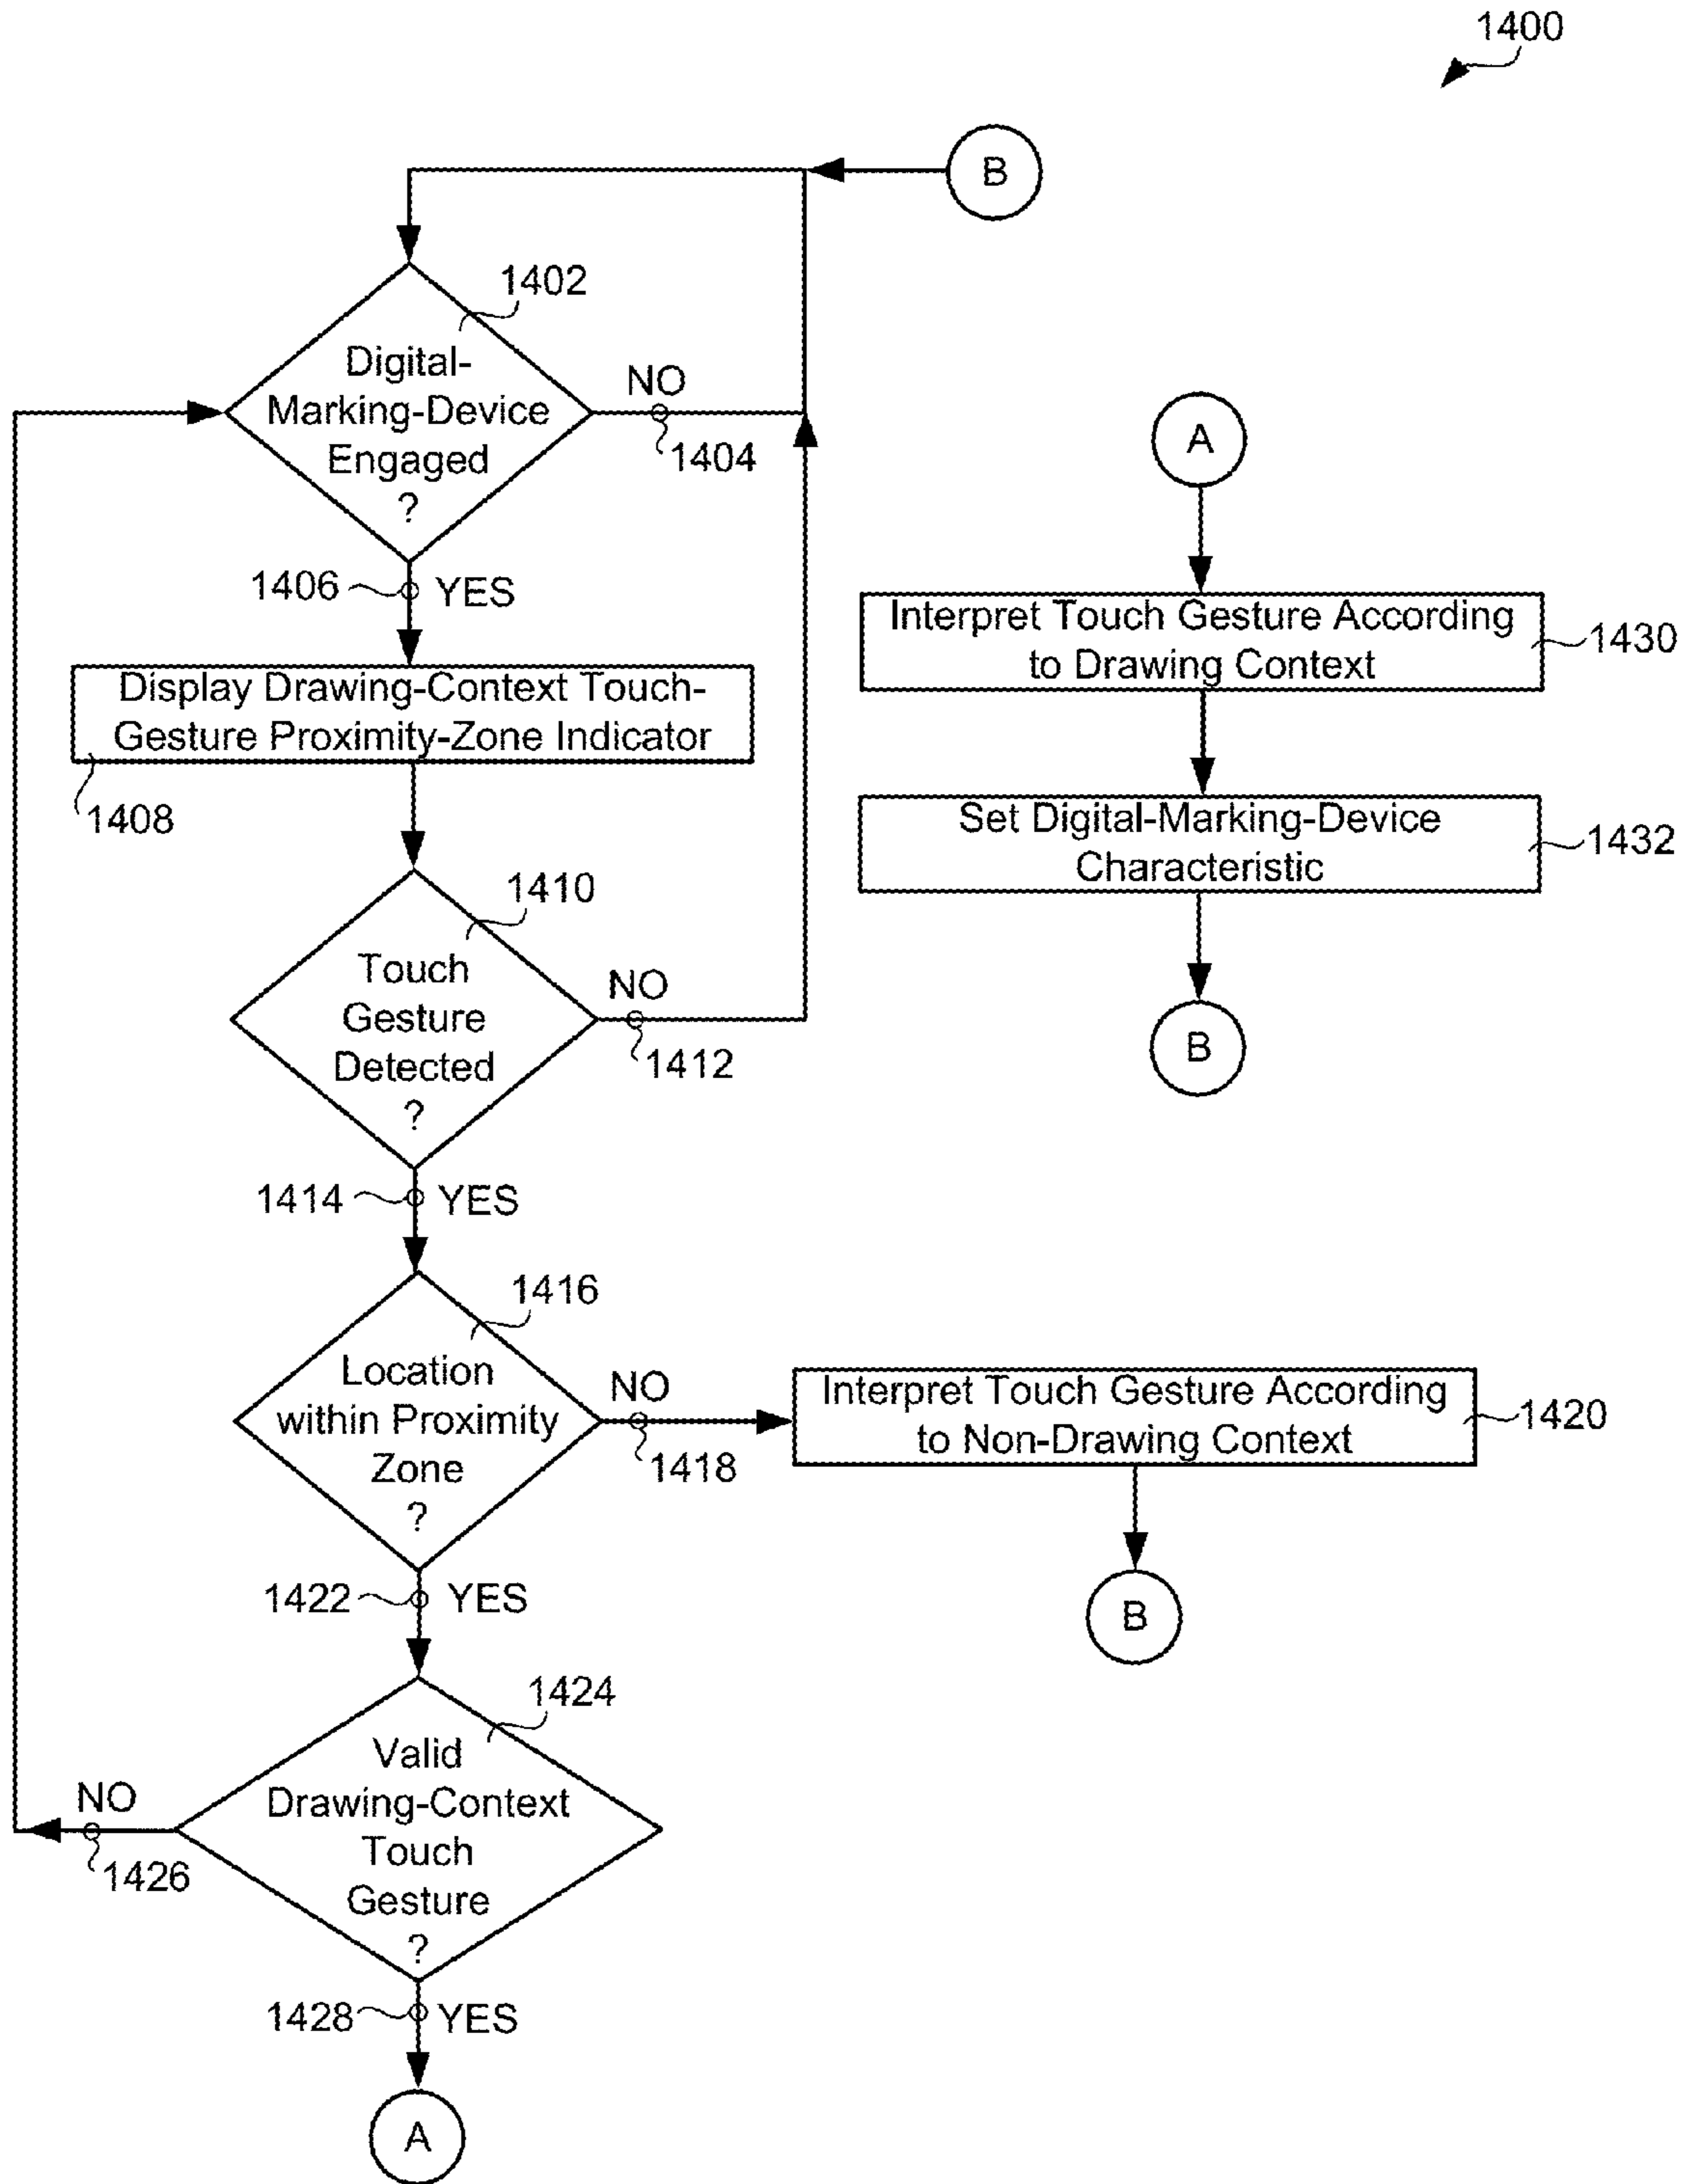 1400
B
1402
Digital-
Marking-Device
Engaged
?
NO
1404
1406
YES
Display Drawing-Context Touch-
Gesture Proximity-Zone Indicator
1408
1410
Touch
Gesture
Detected
?
NO
1412
1414
YES
1416
Location
within Proximity
Zone
?
NO
1418
Interpret Touch Gesture According
to Non-Drawing Context
1420
B
1422
YES
1424
Valid
Drawing-Context
Touch
Gesture
?
NO
1426
1428
YES
A
A
Interpret Touch Gesture According
to Drawing Context
1430
Set Digital-Marking-Device
Characteristic
1432
B